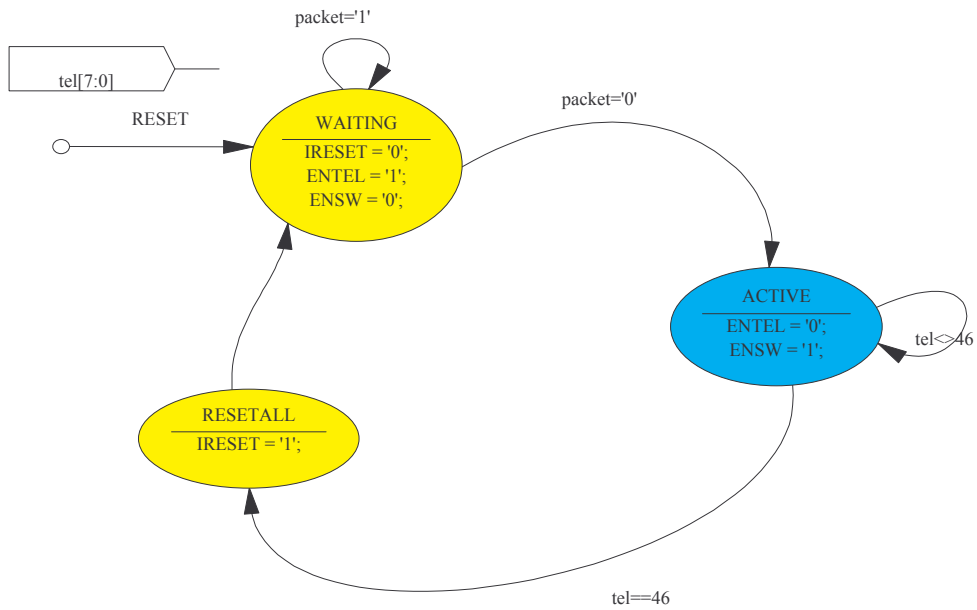 packet='1'
tel[7:0]
RESET
packet='0'
WAITING
IRESET = '0';
ENTEL = '1';
ENSW = '0';
ACTIVE
ENTEL = '0';
ENSW = '1';
tel<>46
RESETALL
IRESET = '1';
tel==46